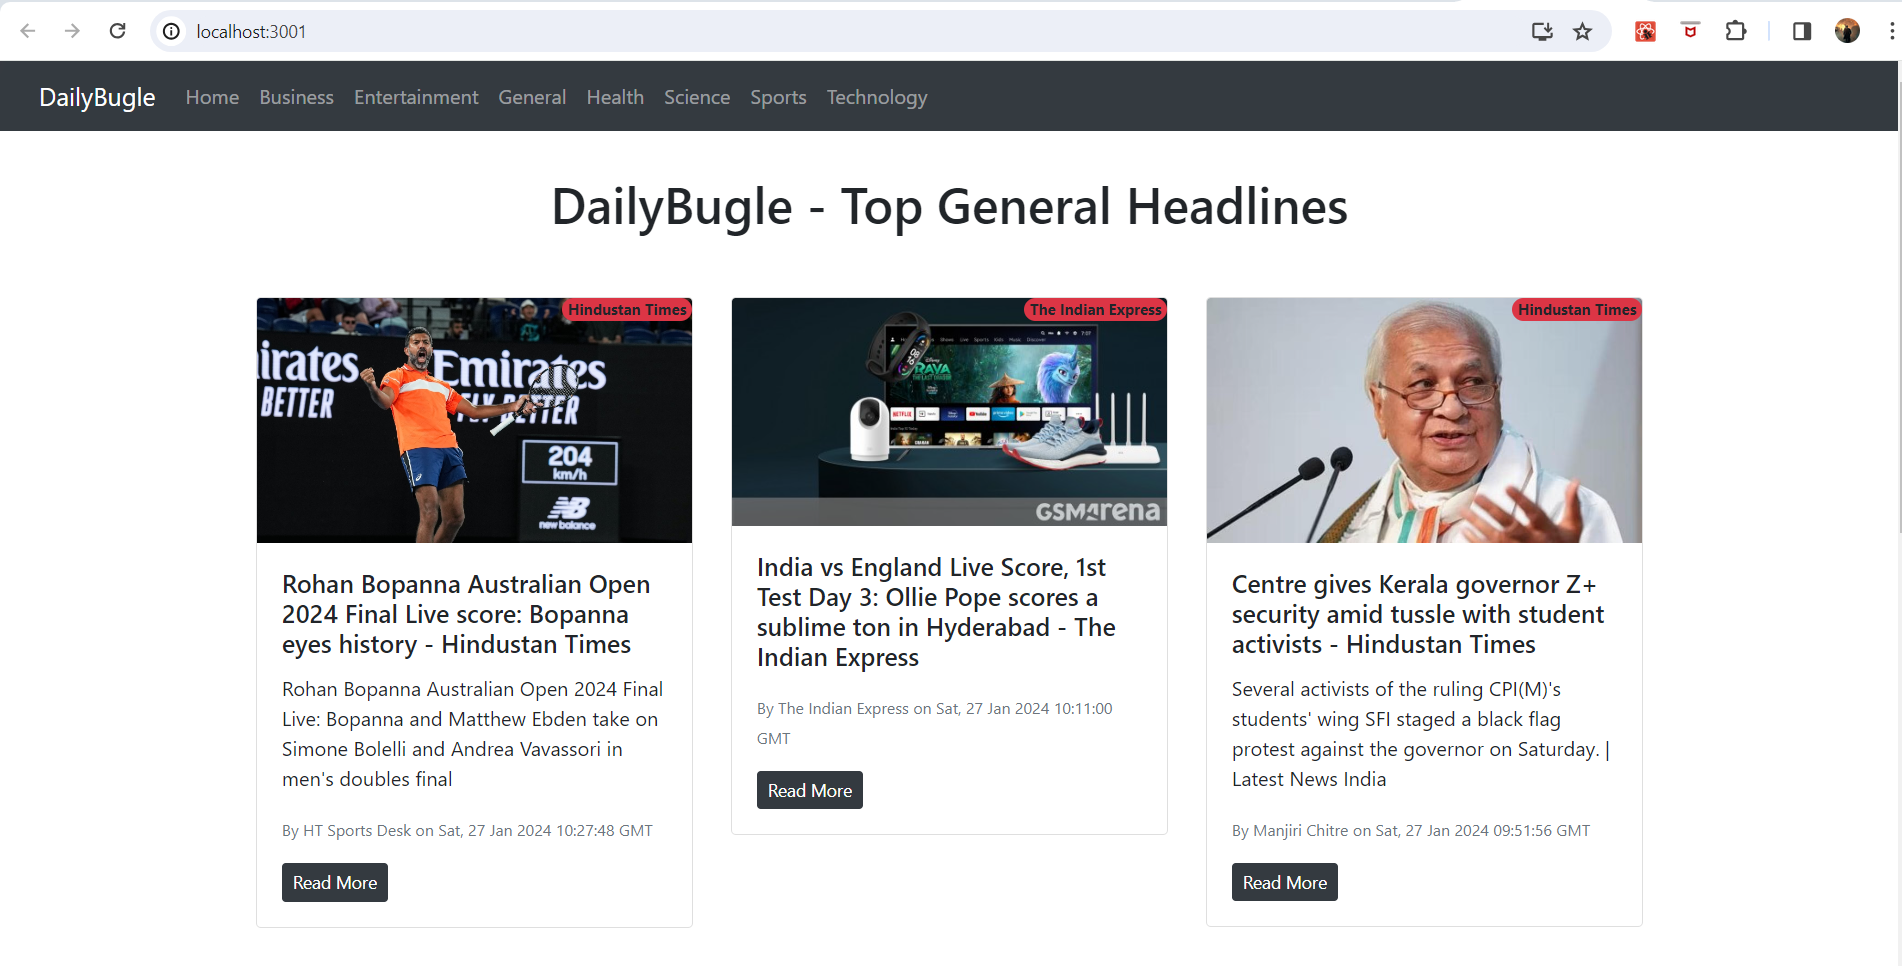 localhost:3001
DailyBugle Home Business Entertainment General Health Science Sports Technology
DailyBugle - Top General Headlines
Hindustan Times
Emirates
FLY BETTER
irates
BETTER
204
km/h
new balance
Rohan Bopanna Australian Open
2024 Final Live score: Bopanna
eyes history - Hindustan Times
Rohan Bopanna Australian Open 2024 Final
Live: Bopanna and Matthew Ebden take on
Simone Bolelli and Andrea Vavassori in
men's doubles final
By HT Sports Desk on Sat, 27 Jan 2024 10:27:48 GMT
Read More
The Indian Express
RAYA
NETFLIX
YouTube
GSMArena
India vs England Live Score, 1st
Test Day 3: Ollie Pope scores a
sublime ton in Hyderabad - The
Indian Express
By The Indian Express on Sat, 27 Jan 2024 10:11:00
GMT
Read More
Hindustan Times
Centre gives Kerala governor Z+
security amid tussle with student
activists - Hindustan Times
Several activists of the ruling CPI(M)'s
students' wing SFI staged a black flag
protest against the governor on Saturday. |
Latest News India
By Manjiri Chitre on Sat, 27 Jan 2024 09:51:56 GMT
Read More